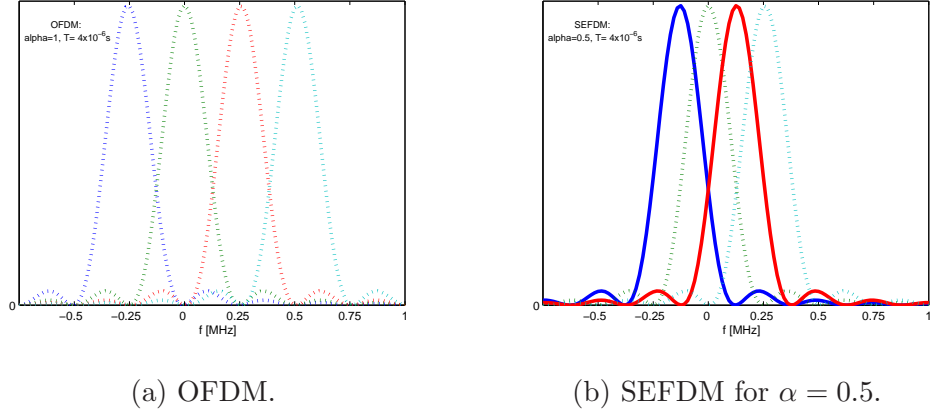 OFDM:
alpha=1, T= 4x10⁻⁶s
0
−0.5 −0.25 0 0.25 0.5 0.75 1
f [MHz]
(a) OFDM.
SEFDM:
alpha=0.5, T= 4x10⁻⁶s
0
−0.5 −0.25 0 0.25 0.5 0.75 1
f [MHz]
(b) SEFDM for α = 0.5.